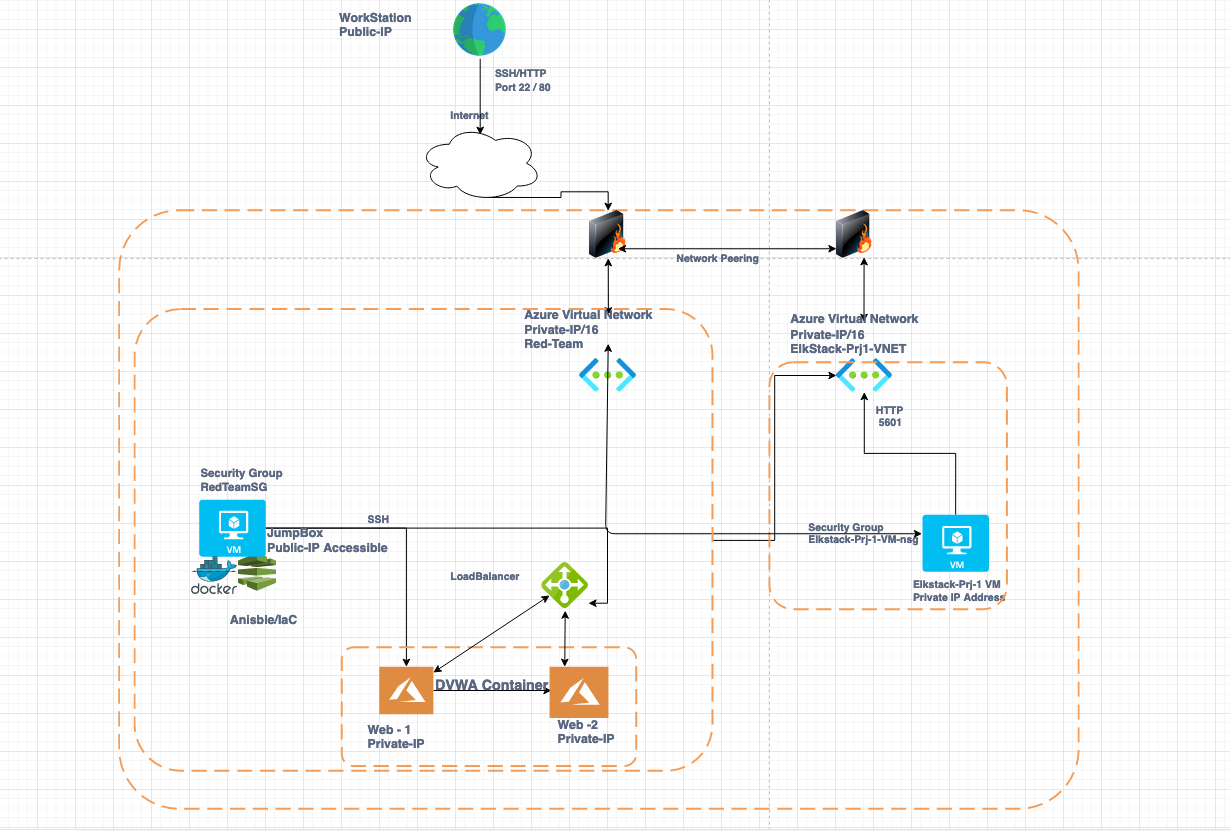 WorkStation
Public-IP
SSH/HTTP
Port 22 / 80
Internet
Network Peering
Azure Virtual Network
Private-IP/16
Red-Team
Azure Virtual Network
Private-IP/16
ElkStack-Prj1-VNET
HTTP
5601
Security Group
RedTeamSG
VM
SSH
JumpBox
Public-IP Accessible
docker
Anisble/IaC
LoadBalancer
Security Group
Elkstack-Prj-1-VM-nsg
VM
Elkstack-Prj-1 VM
Private IP Address
DVWA Container
Web - 1
Private-IP
Web -2
Private-IP